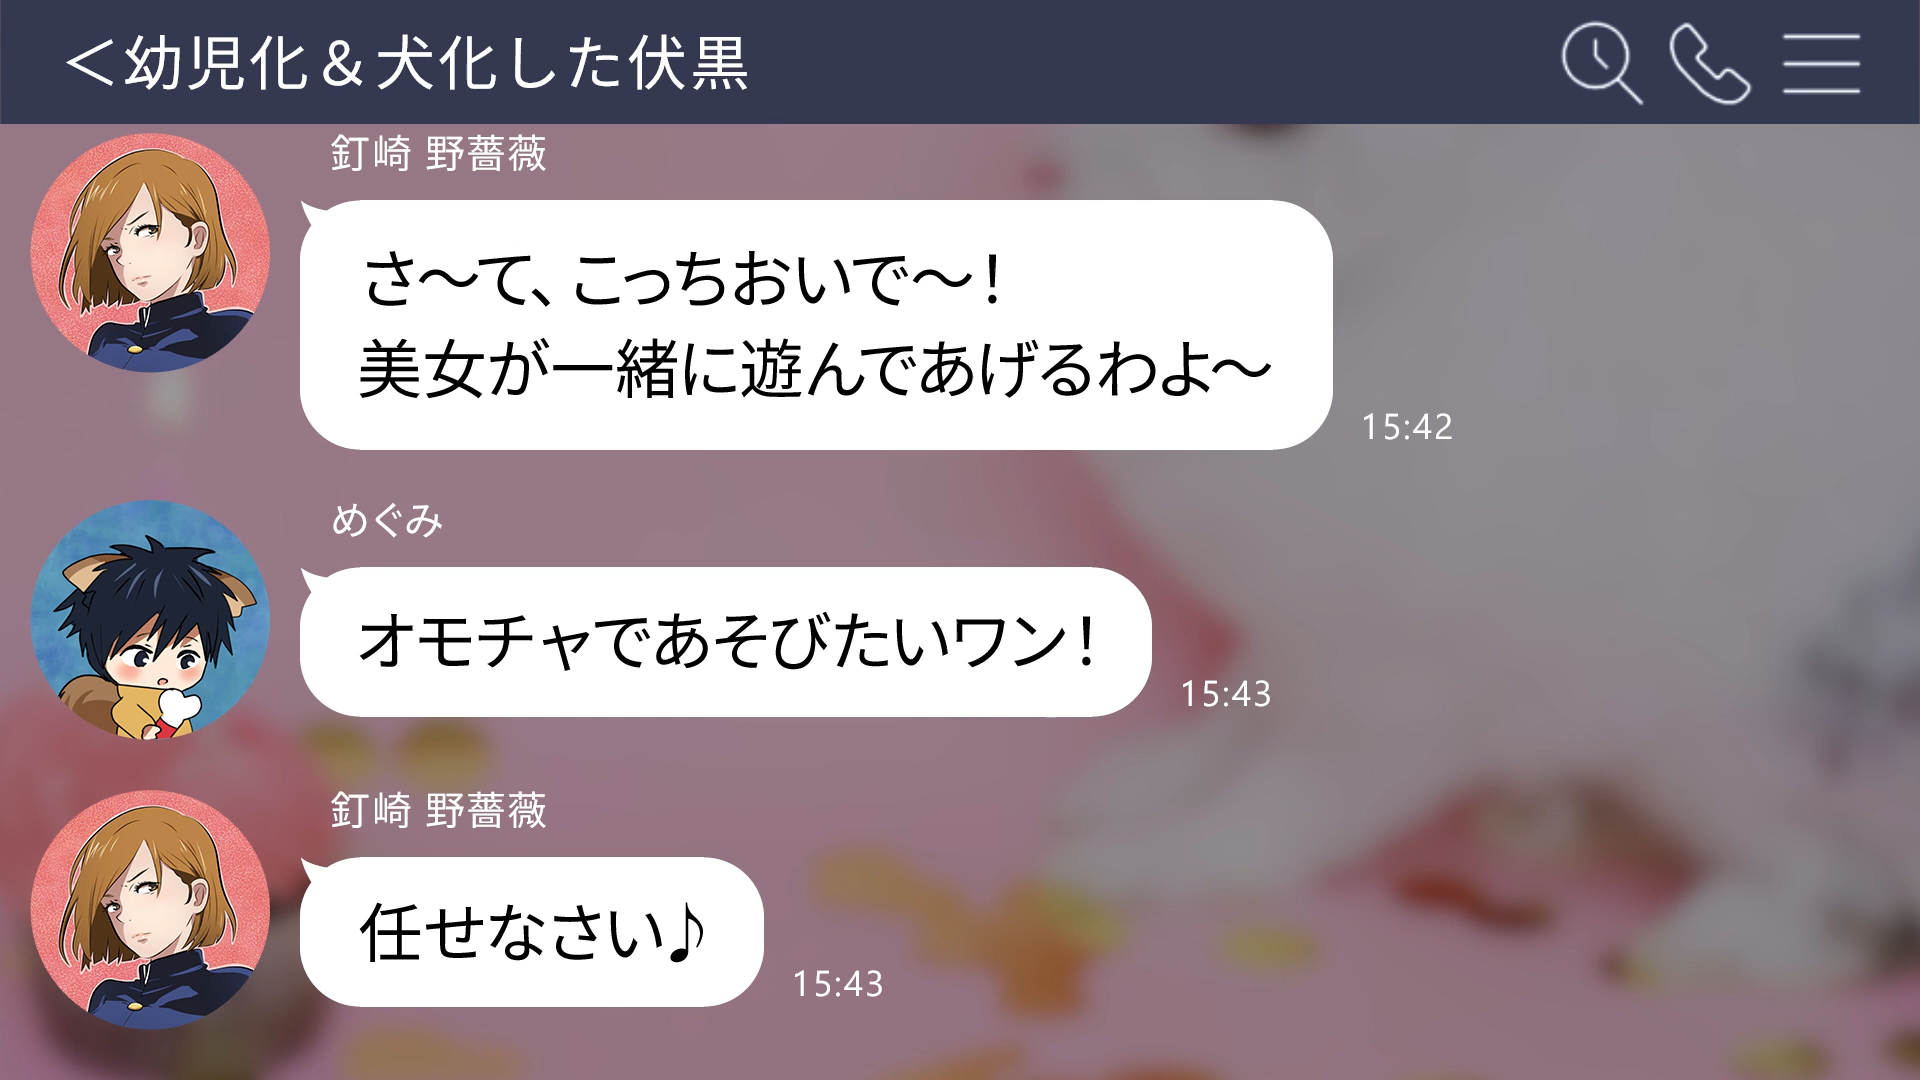 ＜幼児化＆犬化した伏黒
釘崎 野薔薇
さ〜て、こっちおいで〜！
美女が一緒に遊んであげるわよ〜
15:42
めぐみ
オモチャであそびたいワン！
15:43
釘崎 野薔薇
任せなさい♪
15:43